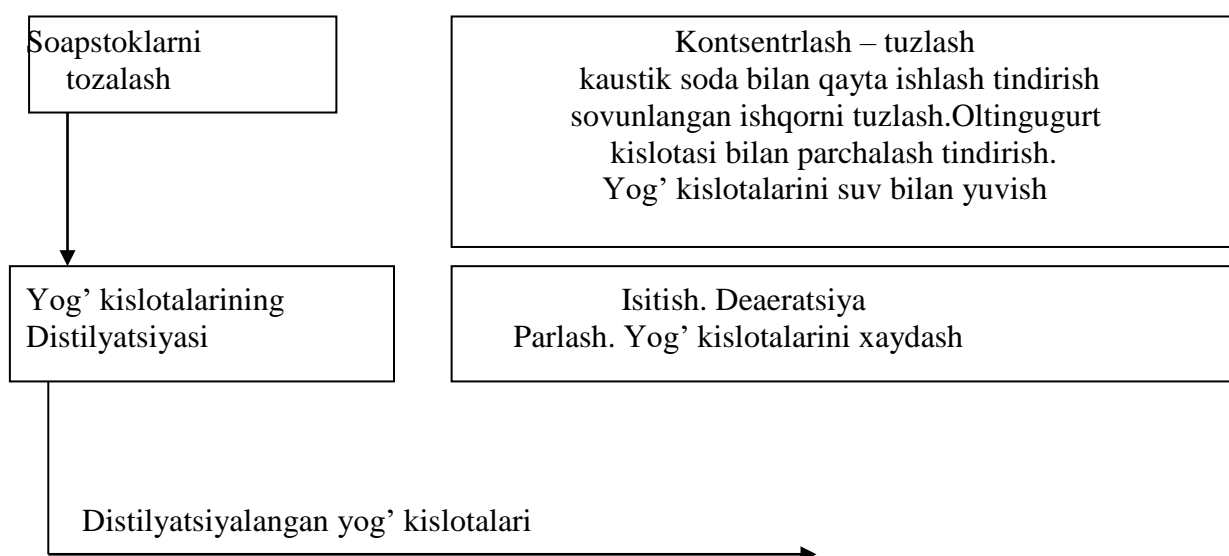 Soapstoklarni
tozalash
Kontsentrlash – tuzlash
kaustik soda bilan qayta ishlash tindirish
sovunlangan ishqorni tuzlash.Oltingugurt
kislotasi bilan parchalash tindirish.
Yog’ kislotalarini suv bilan yuvish
Yog’ kislotalarining
Distilyatsiyasi
Isitish. Deaeratsiya
Parlash. Yog’ kislotalarini xaydash
Distilyatsiyalangan yog’ kislotalari